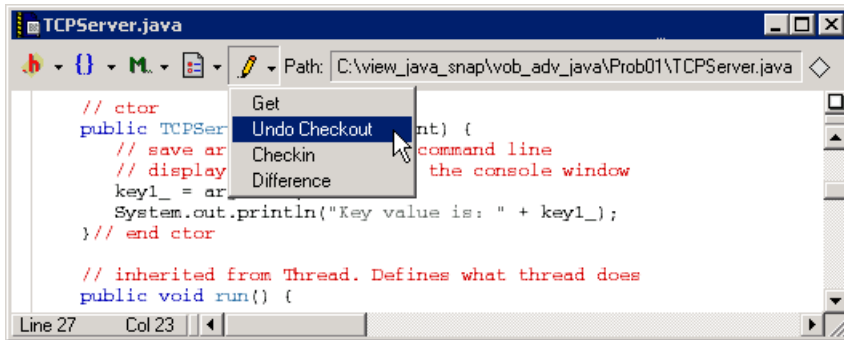 TCPServer.java
.h {} M.. Path: C:\view_java_snap\vob_adv_java\Prob01\TCPServer.java
// ctor
public TCPSer nt) {
// save ar command line
// display the console window
key1_ = ar_
System.out.println("Key value is: " + key1_);
}// end ctor
// inherited from Thread. Defines what thread does
public void run() {
Get
Undo Checkout
Checkin
Difference
Line 27 Col 23